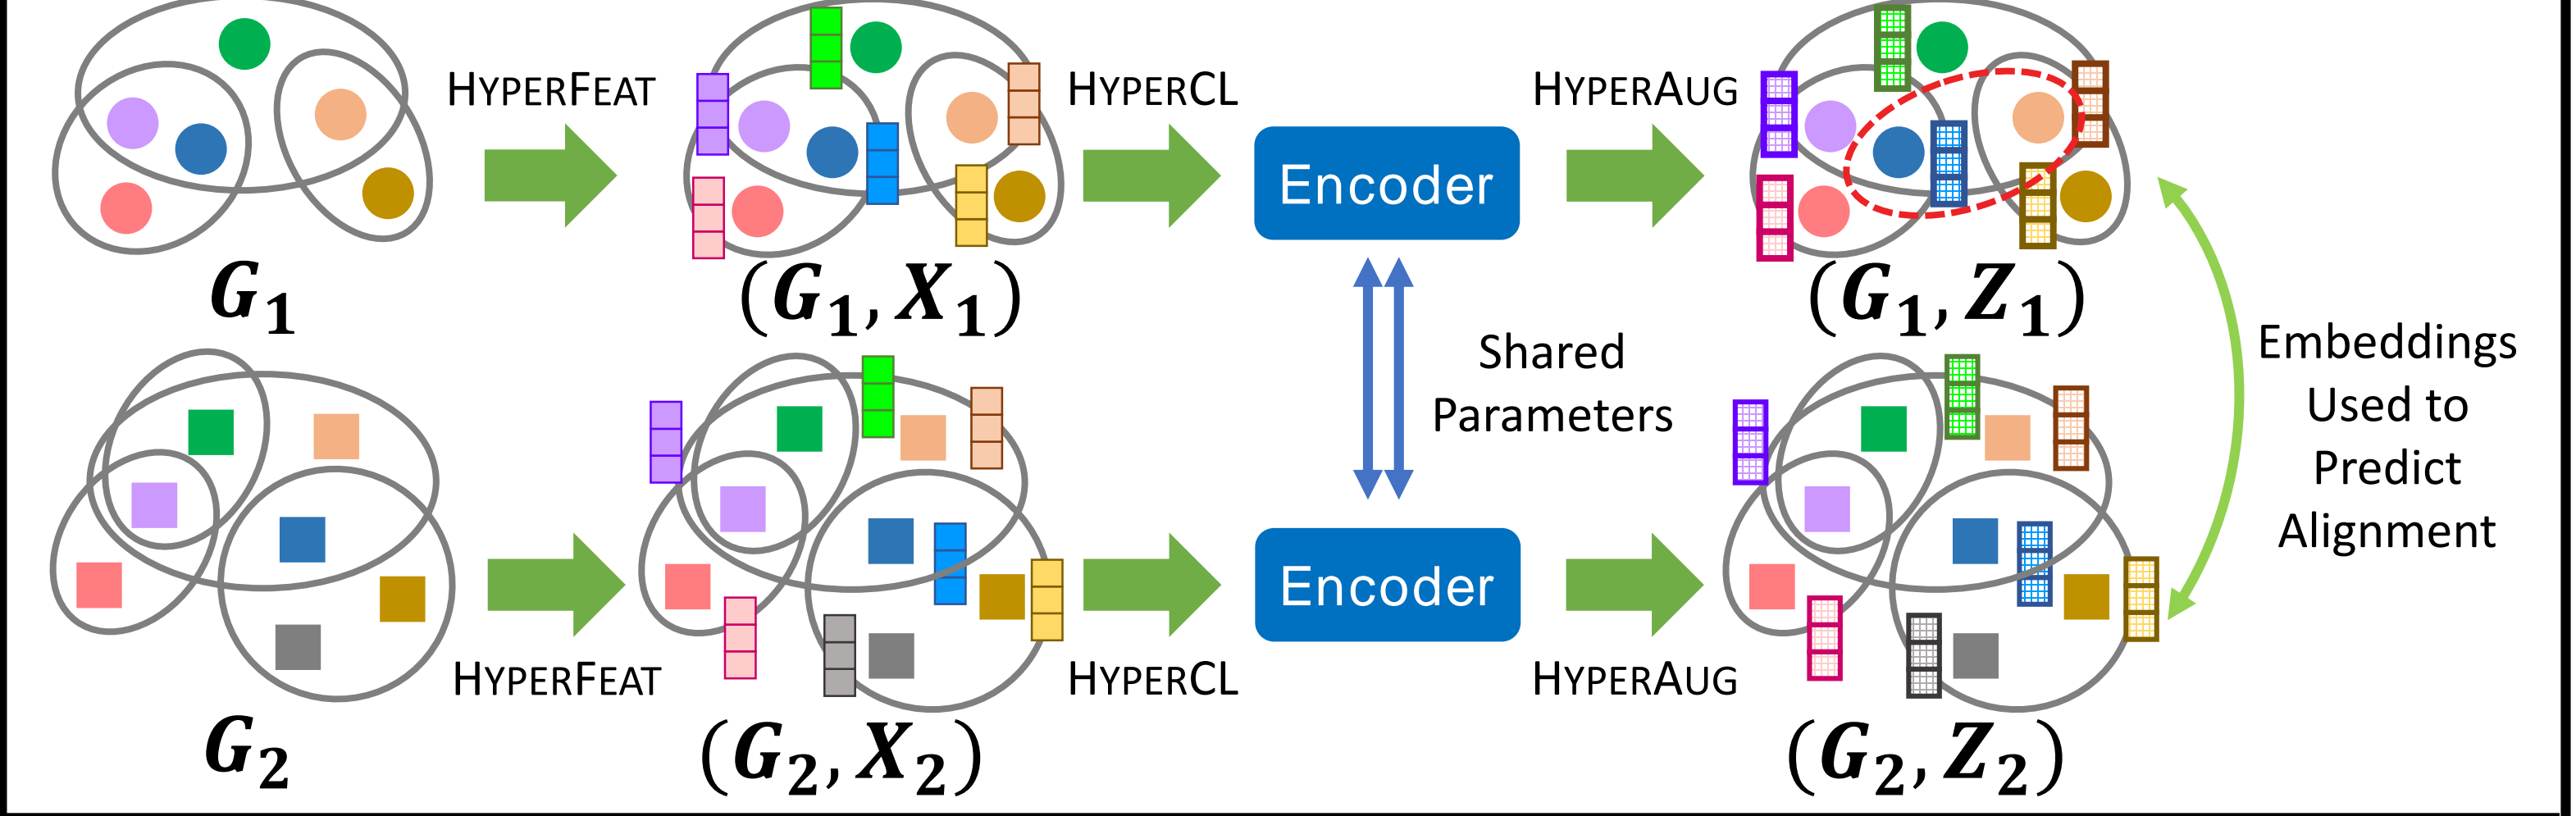 HYPERFEAT
HYPERCL
Encoder
HYPERAUG
G₁
(G₁, X₁)
(G₁, Z₁)
Shared
Parameters
Embeddings
Used to
Predict
Alignment
HYPERFEAT
HYPERCL
Encoder
HYPERAUG
G₂
(G₂, X₂)
(G₂, Z₂)